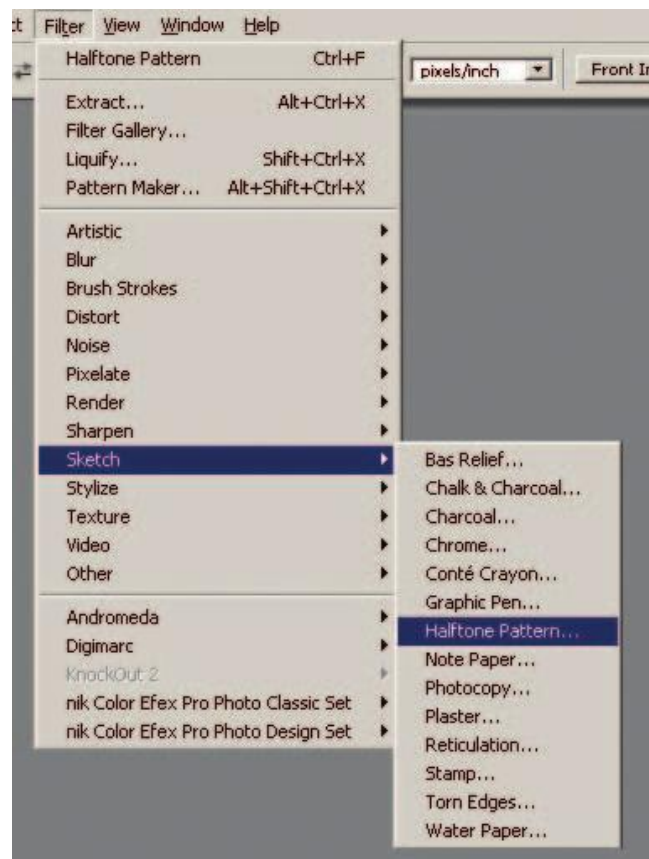 ct Filter View Window Help
pixels/inch Front In
Halftone Pattern Ctrl+F
Extract... Alt+Ctrl+X
Filter Gallery...
Liquify... Shift+Ctrl+X
Pattern Maker... Alt+Shift+Ctrl+X
Artistic
Blur
Brush Strokes
Distort
Noise
Pixelate
Render
Sharpen
Sketch
Stylize
Texture
Video
Other
Andromeda
Digimarc
KnockOut 2
nik Color Efex Pro Photo Classic Set
nik Color Efex Pro Photo Design Set
Bas Relief...
Chalk & Charcoal...
Charcoal...
Chrome...
Conté Crayon...
Graphic Pen...
Halftone Pattern...
Note Paper...
Photocopy...
Plaster...
Reticulation...
Stamp...
Torn Edges...
Water Paper...